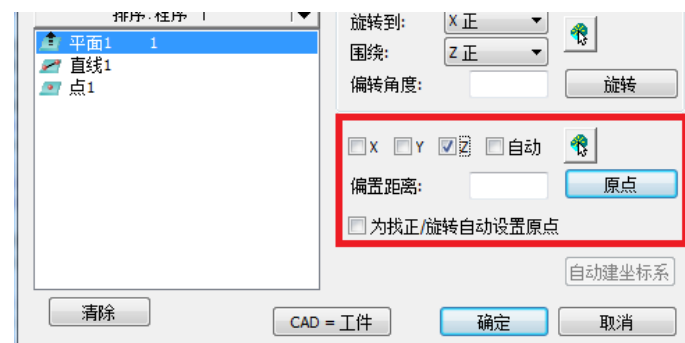 排序:程序
旋转到: X 正
平面1 1
围绕: Z 正
直线1
点1
偏转角度: 旋转
X Y Z 自动
偏置距离: 原点
为找正/旋转自动设置原点
自动建坐标系
清除
CAD = 工件 确定 取消